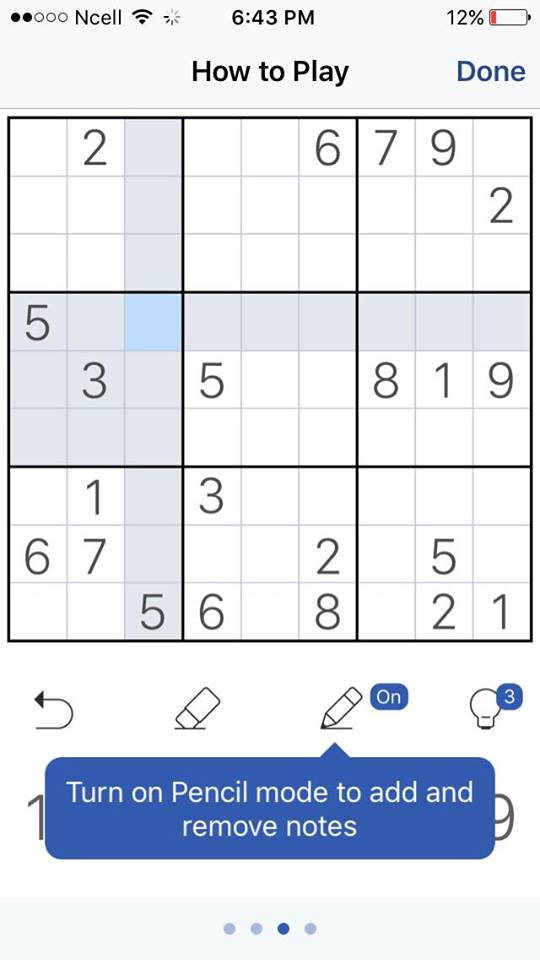 Ncell 6:43 PM 12%
How to Play Done
2 6 7 9
2
5
3 5 8 1 9
1 3
6 7 2 5
5 6 8 2 1
On 3
Turn on Pencil mode to add and
remove notes
1 9